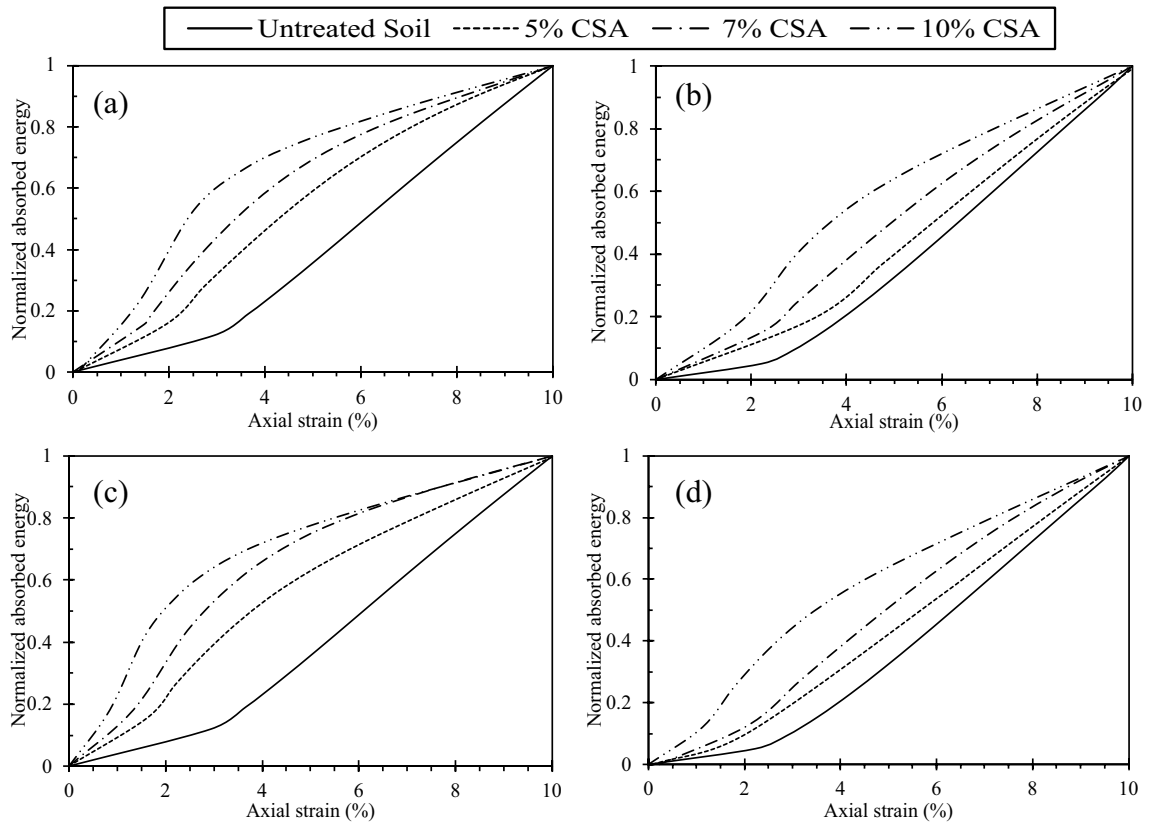 Untreated Soil 5% CSA 7% CSA 10% CSA
(a)
Normalized absorbed energy
1
0.8
0.6
0.4
0.2
0
0 2 4 6 8 10
Axial strain (%)
(b)
Normalized absorbed energy
1
0.8
0.6
0.4
0.2
0
0 2 4 6 8 10
Axial strain (%)
(c)
Normalized absorbed energy
1
0.8
0.6
0.4
0.2
0
0 2 4 6 8 10
Axial strain (%)
(d)
Normalized absorbed energy
1
0.8
0.6
0.4
0.2
0
0 2 4 6 8 10
Axial strain (%)